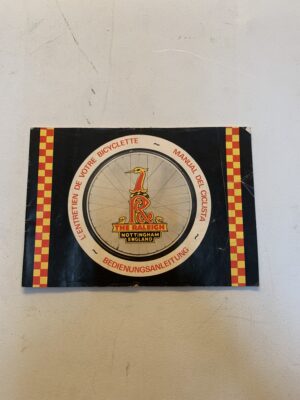 L'ENTRETIEN DE VOTRE BICYCLETTE
MANUAL DEL CICLISTA
BEDIENUNGSANLEITUNG
THE RALEIGH
NOTTINGHAM
ENGLAND